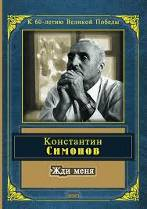 К 60-летию Великой Победы
Константин
Симонов
Жди меня